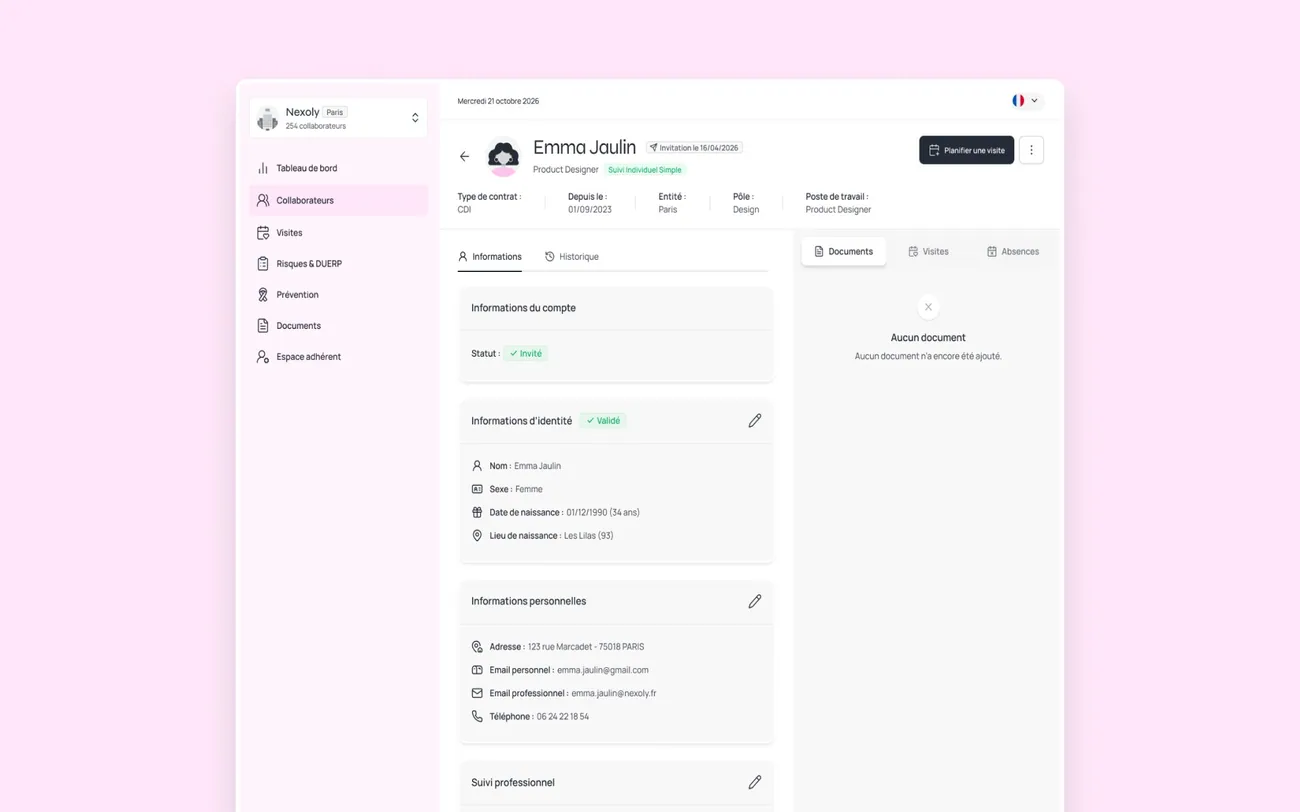 Nexoly Paris
254 collaborateurs
Tableau de bord
Collaborateurs
Visites
Risques & DUERP
Prévention
Documents
Espace adhérent
Mercredi 21 octobre 2026
Emma Jaulin Invitation le 16/04/2026
Product Designer Suivi Individuel Simple
Planifier une visite
Type de contrat : Depuis le : Entité : Pôle : Poste de travail :
CDI 01/09/2023 Paris Design Product Designer
Informations Historique
Informations du compte
Statut : Invité
Informations d'identité Validé
Nom : Emma Jaulin
Sexe : Femme
Date de naissance : 01/12/1990 (34 ans)
Lieu de naissance : Les Lilas (93)
Informations personnelles
Adresse : 123 rue Marcadet - 75018 PARIS
Email personnel : emma.jaulin@gmail.com
Email professionnel : emma.jaulin@nexoly.fr
Téléphone : 06 24 22 18 54
Suivi professionnel
Documents Visites Absences
Aucun document
Aucun document n'a encore été ajouté.